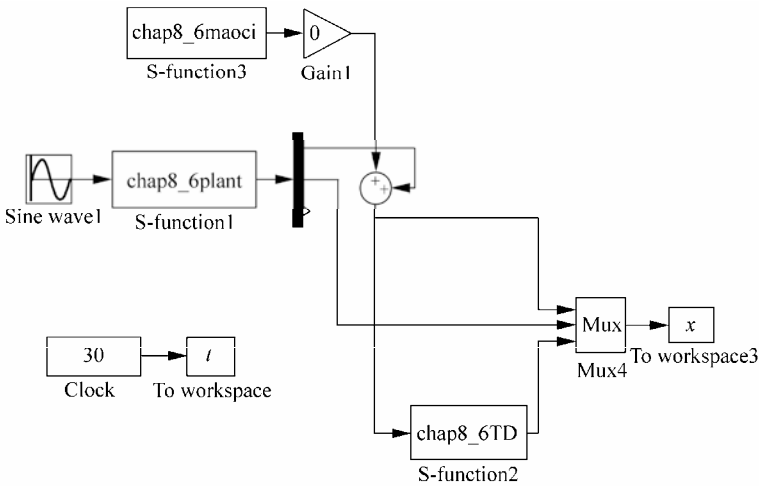 chap8_6maoci
0
S-function3
Gain1
chap8_6plant
+
+
Sine wave1
S-function1
Mux
x
30
t
To workspace3
Mux4
Clock
To workspace
chap8_6TD
S-function2